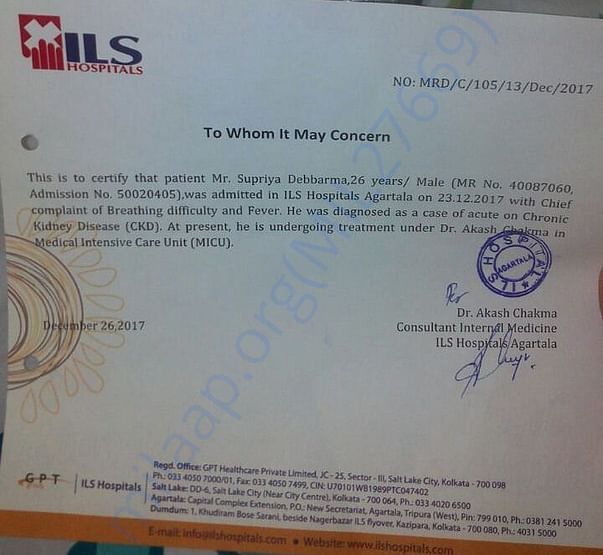 ILS
HOSPITALS
NO: MRD/C/105/13/Dec/2017
To Whom It May Concern
This is to certify that patient Mr. Supriya Debbarma,26 years/ Male (MR No. 40087060,
Admission No. 50020405),was admitted in ILS Hospitals Agartala on 23.12.2017 with Chief
complaint of Breathing difficulty and Fever. He was diagnosed as a case of acute on Chronic
Kidney Disease (CKD). At present, he is undergoing treatment under Dr. Akash Chakma in
Medical Intensive Care Unit (MICU).
ILS HOSPITAL
AGARTALA
Dr. Akash Chakma
December 26,2017
Consultant Internal Medicine
ILS Hospitals Agartala
milaap.org
GPT
ILS Hospitals
Regd. Office: GPT Healthcare Private Limited, JC - 25, Sector - III, Salt Lake City, Kolkata - 700 098
Ph.: 033 4050 7000/01, Fax: 033 4050 7499, CIN: U70101WB1989PTC047402
Salt Lake: DD-6, Salt Lake City (Near City Centre), Kolkata - 700 064, Ph.: 033 4020 6500
Agartala: Capital Complex Extension, P.O.: New Secretariat, Agartala, Tripura (West), Pin: 799 010, Ph.: 0381 241 5000
Dumdum: 1, Khudiram Bose Sarani, beside Nagerbazar ILS flyover, Kazipara, Kolkata - 700 080, Ph.: 4031 5000
E-mail: info@ilshospitals.com • Website: www.ilshospitals.com